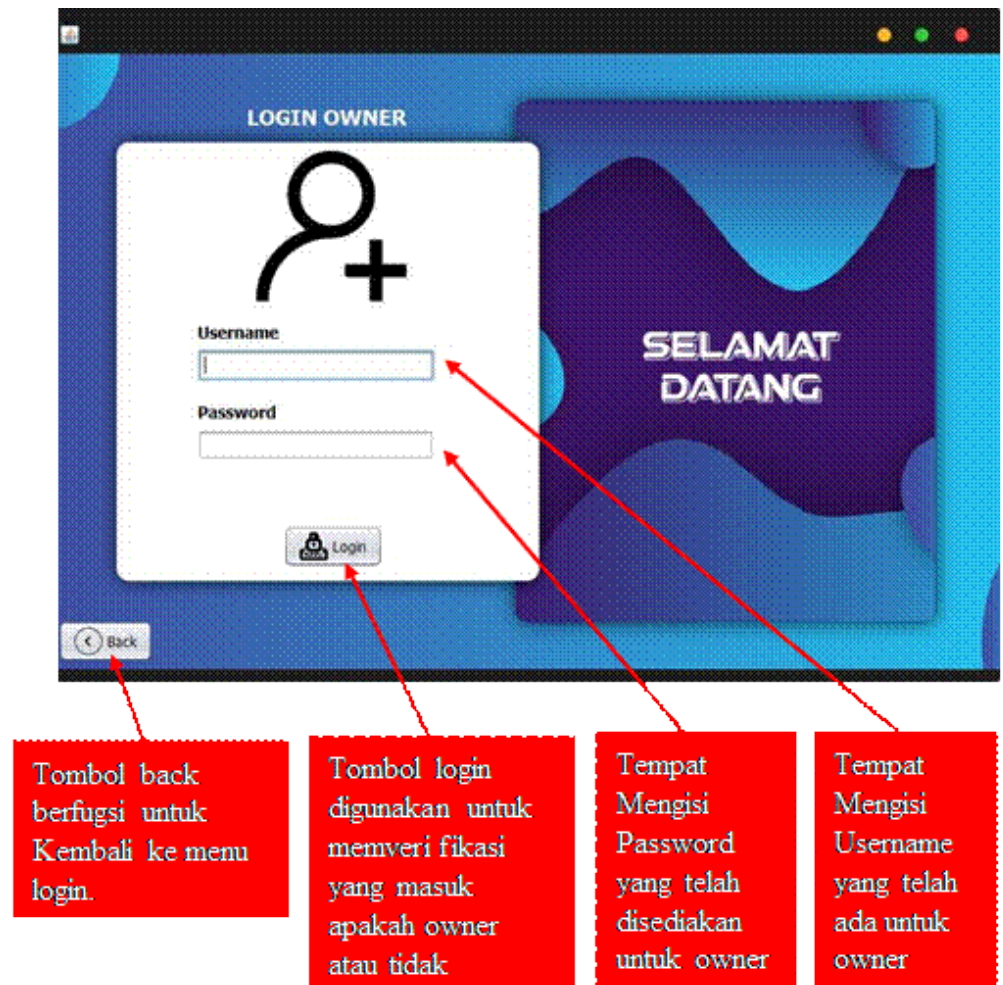 LOGIN OWNER
Username
Password
Login
SELAMAT
DATANG
Back
Tombol back
berfugsi untuk
Kembali ke menu
login.
Tombol login
digunakan untuk
memveri fikasi
yang masuk
apakah owner
atau tidak
Tempat
Mengisi
Password
yang telah
disediakan
untuk owner
Tempat
Mengisi
Username
yang telah
ada untuk
owner